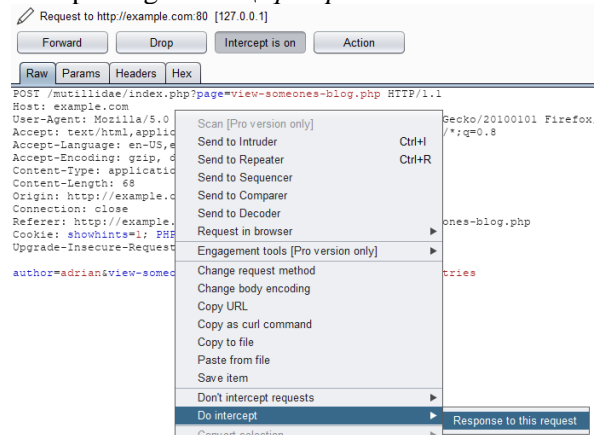 Request to http://example.com:80 [127.0.0.1]
Forward Drop Intercept is on Action
Raw Params Headers Hex
POST /mutillidae/index.php?page=view-someones-blog.php HTTP/1.1
Host: example.com
User-Agent: Mozilla/5.0 Gecko/20100101 Firefox
Accept: text/html,applic /*;q=0.8
Accept-Language: en-US,e
Accept-Encoding: gzip, d
Content-Type: applicatio
Content-Length: 68
Origin: http://example.c
Connection: close
Referer: http://example. ones-blog.php
Cookie: showhints=1; PHP
Upgrade-Insecure-Request
author=adrian&view-someo tries
Scan [Pro version only]
Send to Intruder Ctrl+I
Send to Repeater Ctrl+R
Send to Sequencer
Send to Comparer
Send to Decoder
Request in browser
Engagement tools [Pro version only]
Change request method
Change body encoding
Copy URL
Copy as curl command
Copy to file
Paste from file
Save item
Don't intercept requests
Do intercept
Response to this request